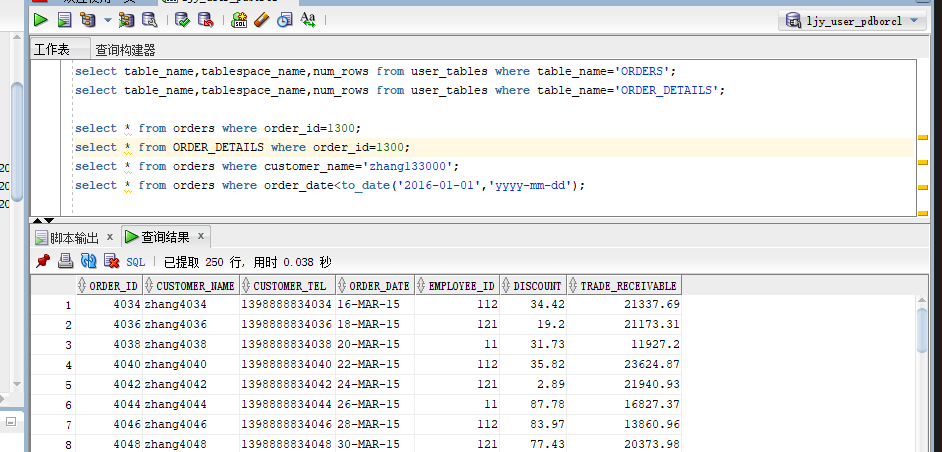 ljy_user_pdborcl
工作表 查询构建器
select table_name,tablespace_name,num_rows from user_tables where table_name='ORDERS';
select table_name,tablespace_name,num_rows from user_tables where table_name='ORDER_DETAILS';
select * from orders where order_id=1300;
select * from ORDER_DETAILS where order_id=1300;
select * from orders where customer_name='zhang133000';
select * from orders where order_date<to_date('2016-01-01','yyyy-mm-dd');
脚本输出 x 查询结果 x
SQL | 已提取 250 行, 用时 0.038 秒
ORDER_ID CUSTOMER_NAME CUSTOMER_TEL ORDER_DATE EMPLOYEE_ID DISCOUNT TRADE_RECEIVABLE
1 4034 zhang4034 1398888834034 16-MAR-15 112 34.42 21337.69
2 4036 zhang4036 1398888834036 18-MAR-15 121 19.2 21173.31
3 4038 zhang4038 1398888834038 20-MAR-15 11 31.73 11927.2
4 4040 zhang4040 1398888834040 22-MAR-15 112 35.82 23624.87
5 4042 zhang4042 1398888834042 24-MAR-15 121 2.89 21940.93
6 4044 zhang4044 1398888834044 26-MAR-15 11 87.78 16827.37
7 4046 zhang4046 1398888834046 28-MAR-15 112 83.97 13860.96
8 4048 zhang4048 1398888834048 30-MAR-15 121 77.43 20373.98